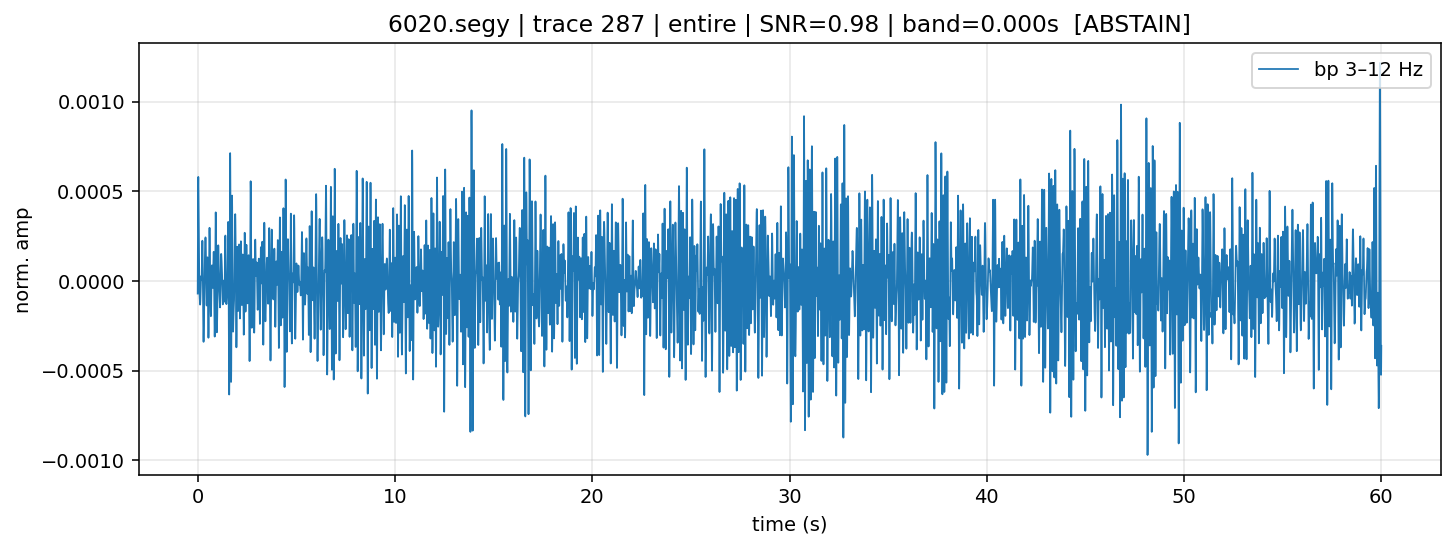 6020.segy | trace 287 | entire | SNR=0.98 | band=0.000s  [ABSTAIN]
bp 3–12 Hz
norm. amp
0.0010
0.0005
0.0000
−0.0005
−0.0010
0 10 20 30 40 50 60
time (s)